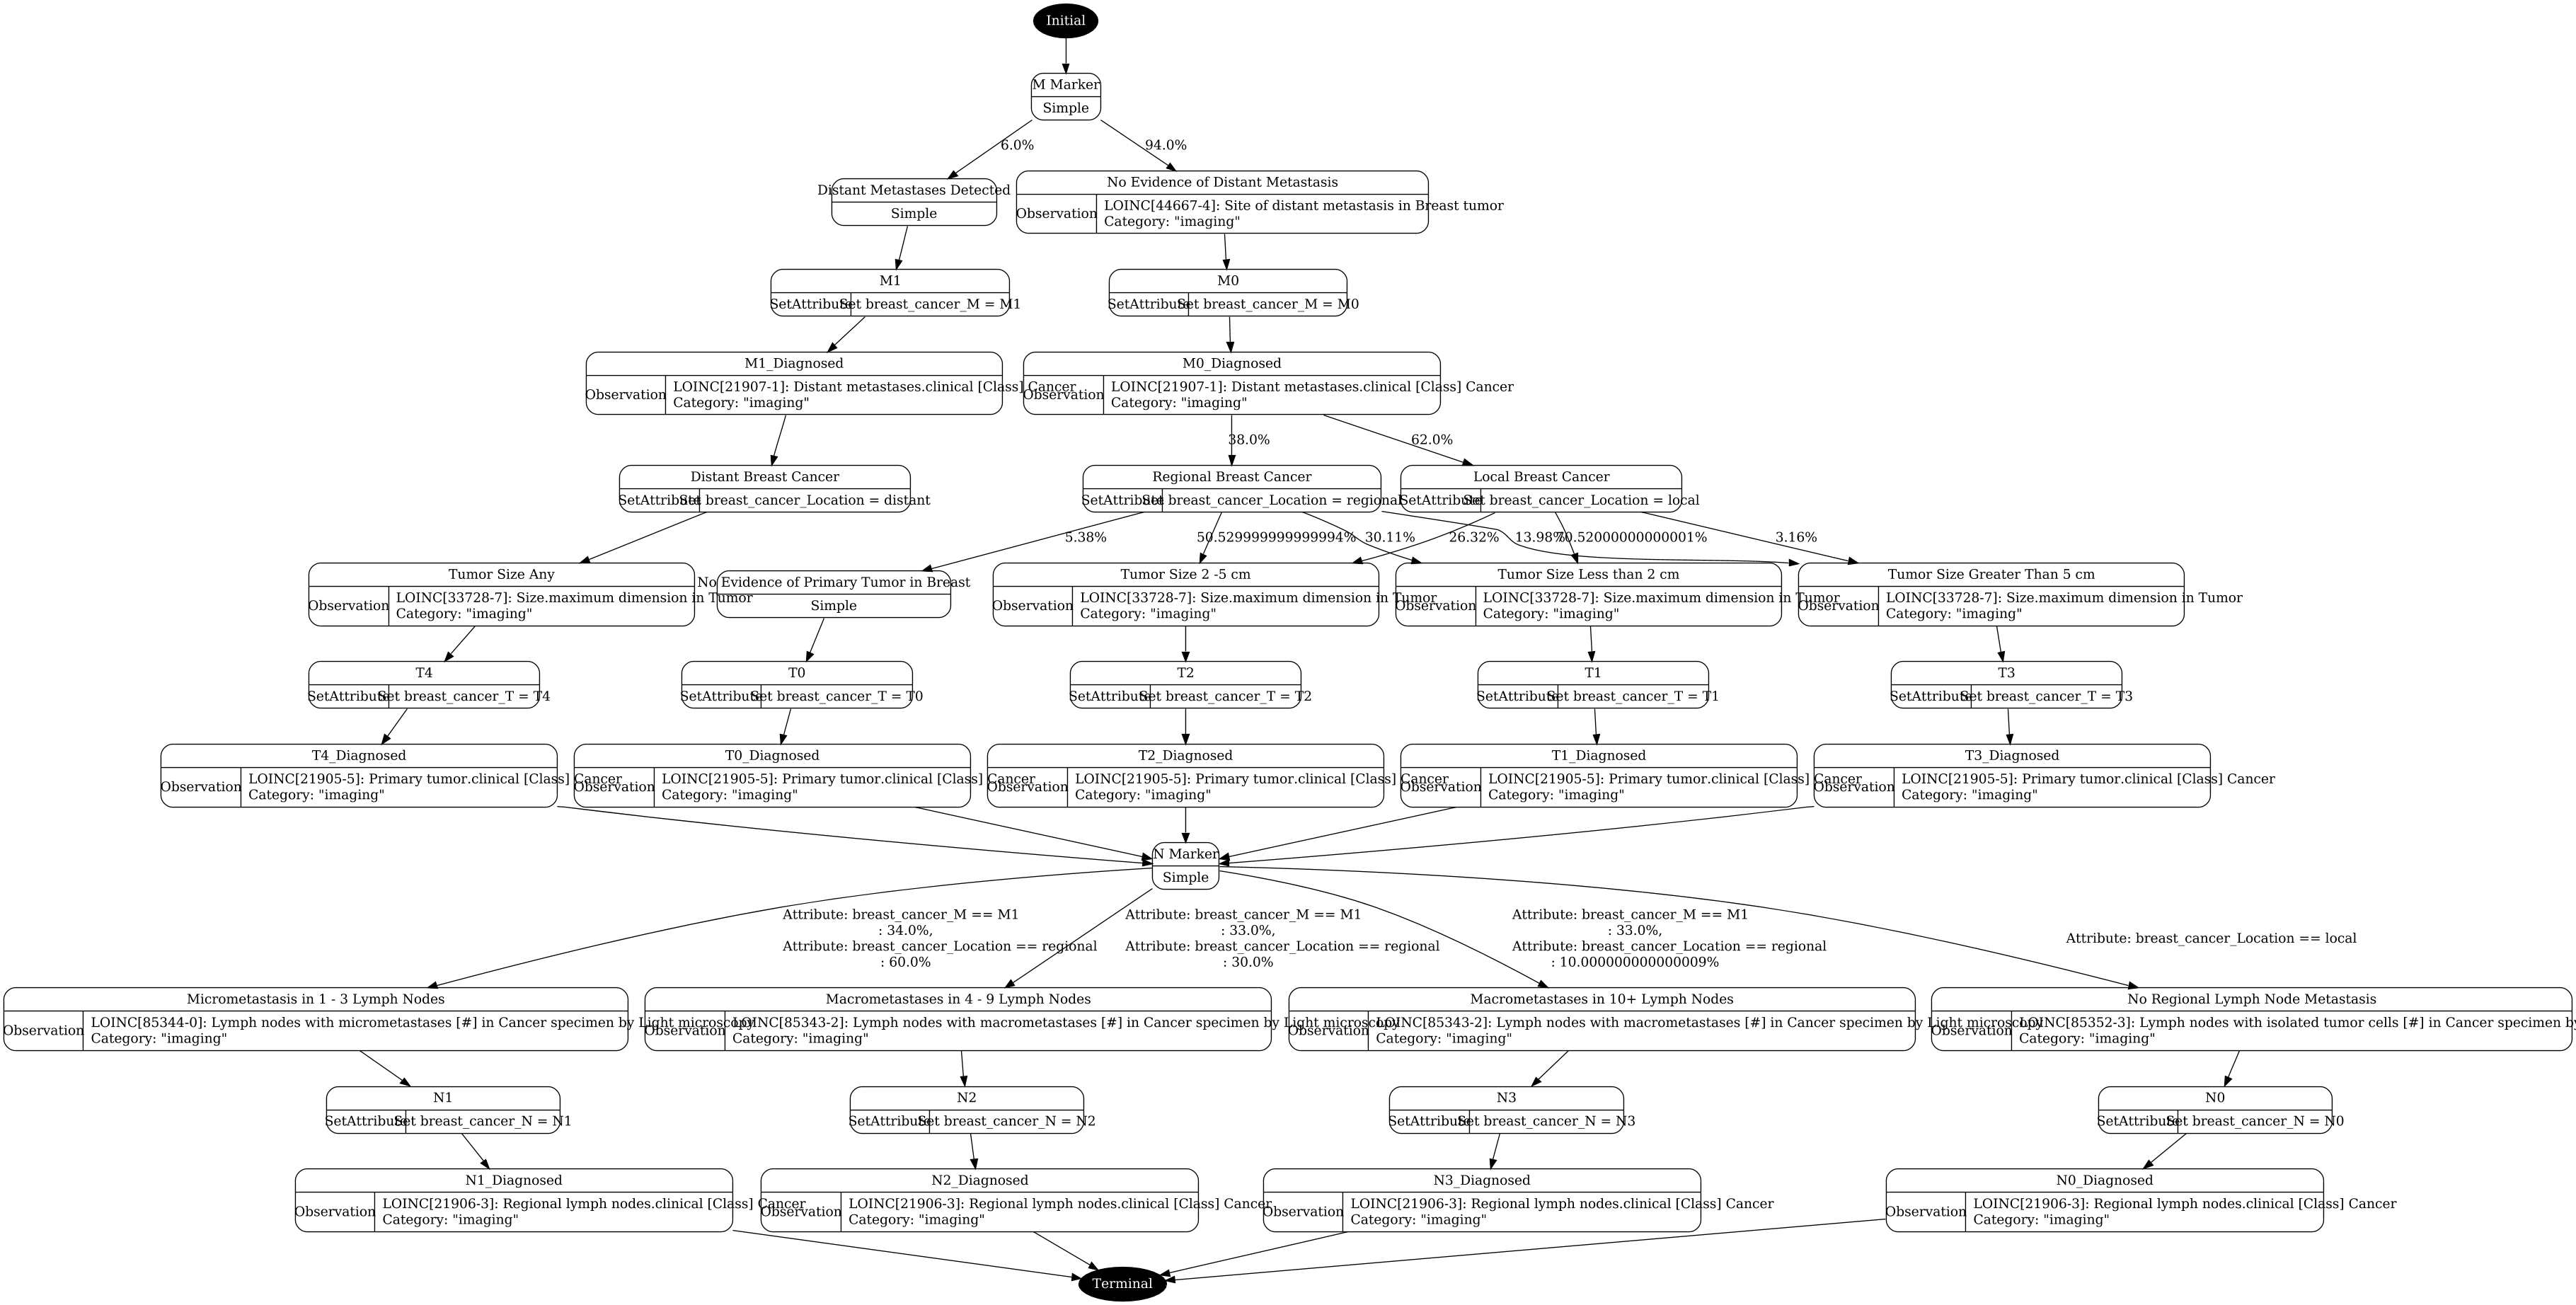 Initial
M Marker
Simple
6.0%
94.0%
Distant Metastases Detected
Simple
No Evidence of Distant Metastasis
Observation
LOINC[44667-4]: Site of distant metastasis in Breast tumor
Category: "imaging"
M1
SetAttribute
Set breast_cancer_M = M1
M0
SetAttribute
Set breast_cancer_M = M0
M1_Diagnosed
Observation
LOINC[21907-1]: Distant metastases.clinical [Class] Cancer
Category: "imaging"
M0_Diagnosed
Observation
LOINC[21907-1]: Distant metastases.clinical [Class] Cancer
Category: "imaging"
38.0%
62.0%
Distant Breast Cancer
SetAttribute
Set breast_cancer_Location = distant
Regional Breast Cancer
SetAttribute
Set breast_cancer_Location = regional
Local Breast Cancer
SetAttribute
Set breast_cancer_Location = local
5.38%
50.5299999999999994%
30.11%
26.32%
13.98%
70.52000000000001%
3.16%
Tumor Size Any
Observation
LOINC[33728-7]: Size.maximum dimension in Tumor
Category: "imaging"
No Evidence of Primary Tumor in Breast
Simple
Tumor Size 2 -5 cm
Observation
LOINC[33728-7]: Size.maximum dimension in Tumor
Category: "imaging"
Tumor Size Less than 2 cm
Observation
LOINC[33728-7]: Size.maximum dimension in Tumor
Category: "imaging"
Tumor Size Greater Than 5 cm
Observation
LOINC[33728-7]: Size.maximum dimension in Tumor
Category: "imaging"
T4
SetAttribute
Set breast_cancer_T = T4
T0
SetAttribute
Set breast_cancer_T = T0
T2
SetAttribute
Set breast_cancer_T = T2
T1
SetAttribute
Set breast_cancer_T = T1
T3
SetAttribute
Set breast_cancer_T = T3
T4_Diagnosed
Observation
LOINC[21905-5]: Primary tumor.clinical [Class] Cancer
Category: "imaging"
T0_Diagnosed
Observation
LOINC[21905-5]: Primary tumor.clinical [Class] Cancer
Category: "imaging"
T2_Diagnosed
Observation
LOINC[21905-5]: Primary tumor.clinical [Class] Cancer
Category: "imaging"
T1_Diagnosed
Observation
LOINC[21905-5]: Primary tumor.clinical [Class] Cancer
Category: "imaging"
T3_Diagnosed
Observation
LOINC[21905-5]: Primary tumor.clinical [Class] Cancer
Category: "imaging"
N Marker
Simple
Attribute: breast_cancer_M == M1
: 34.0%,
Attribute: breast_cancer_Location == regional
: 60.0%
Attribute: breast_cancer_M == M1
: 33.0%,
Attribute: breast_cancer_Location == regional
: 30.0%
Attribute: breast_cancer_M == M1
: 33.0%,
Attribute: breast_cancer_Location == regional
: 10.000000000000009%
Attribute: breast_cancer_Location == local
Micrometastasis in 1 - 3 Lymph Nodes
Observation
LOINC[85344-0]: Lymph nodes with micrometastases [#] in Cancer specimen by Light microscopy
Category: "imaging"
Macrometastases in 4 - 9 Lymph Nodes
Observation
LOINC[85343-2]: Lymph nodes with macrometastases [#] in Cancer specimen by Light microscopy
Category: "imaging"
Macrometastases in 10+ Lymph Nodes
Observation
LOINC[85343-2]: Lymph nodes with macrometastases [#] in Cancer specimen by Light microscopy
Category: "imaging"
No Regional Lymph Node Metastasis
Observation
LOINC[85352-3]: Lymph nodes with isolated tumor cells [#] in Cancer specimen by
Category: "imaging"
N1
SetAttribute
Set breast_cancer_N = N1
N2
SetAttribute
Set breast_cancer_N = N2
N3
SetAttribute
Set breast_cancer_N = N3
N0
SetAttribute
Set breast_cancer_N = N0
N1_Diagnosed
Observation
LOINC[21906-3]: Regional lymph nodes.clinical [Class] Cancer
Category: "imaging"
N2_Diagnosed
Observation
LOINC[21906-3]: Regional lymph nodes.clinical [Class] Cancer
Category: "imaging"
N3_Diagnosed
Observation
LOINC[21906-3]: Regional lymph nodes.clinical [Class] Cancer
Category: "imaging"
N0_Diagnosed
Observation
LOINC[21906-3]: Regional lymph nodes.clinical [Class] Cancer
Category: "imaging"
Terminal